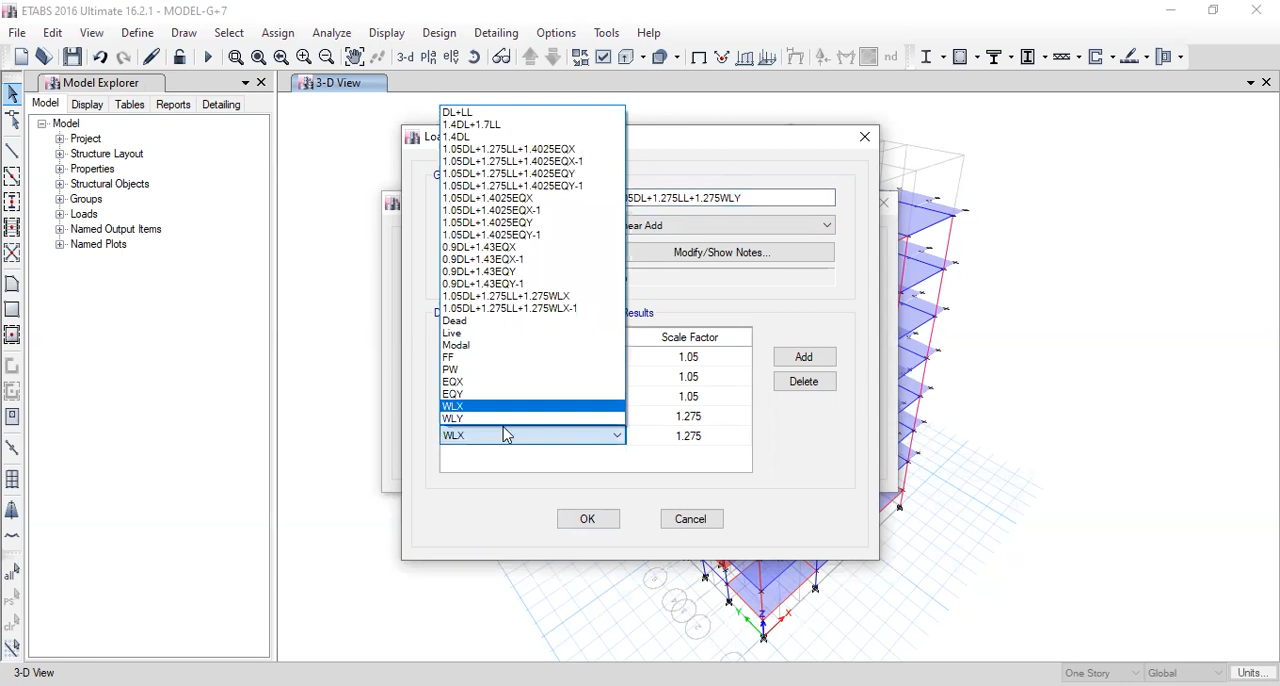 ETABS 2016 Ultimate 16.2.1 - MODEL-G+7
File Edit View Define Draw Select Assign Analyze Display Design Detailing Options Tools Help
3-d plan elev nd
Model Explorer
3-D View
Model Display Tables Reports Detailing
Model
Project
Structure Layout
Properties
Structural Objects
Groups
Loads
Named Output Items
Named Plots
all
PS
clr
DL+LL
1.4DL+1.7LL
1.4DL
1.05DL+1.275LL+1.4025EQX
1.05DL+1.275LL+1.4025EQX-1
1.05DL+1.275LL+1.4025EQY
1.05DL+1.275LL+1.4025EQY-1
1.05DL+1.4025EQX
1.05DL+1.4025EQX-1
1.05DL+1.4025EQY
1.05DL+1.4025EQY-1
0.9DL+1.43EQX
0.9DL+1.43EQX-1
0.9DL+1.43EQY
0.9DL+1.43EQY-1
1.05DL+1.275LL+1.275WLX
1.05DL+1.275LL+1.275WLX-1
Dead
Live
Modal
FF
PW
EQX
EQY
WLX
WLY
WLX
5DL+1.275LL+1.275WLY
ear Add
Modify/Show Notes...
esults
Scale Factor
1.05
1.05
1.05
1.275
1.275
Add
Delete
OK Cancel
X
Y
Z
3-D View
One Story Global Units...